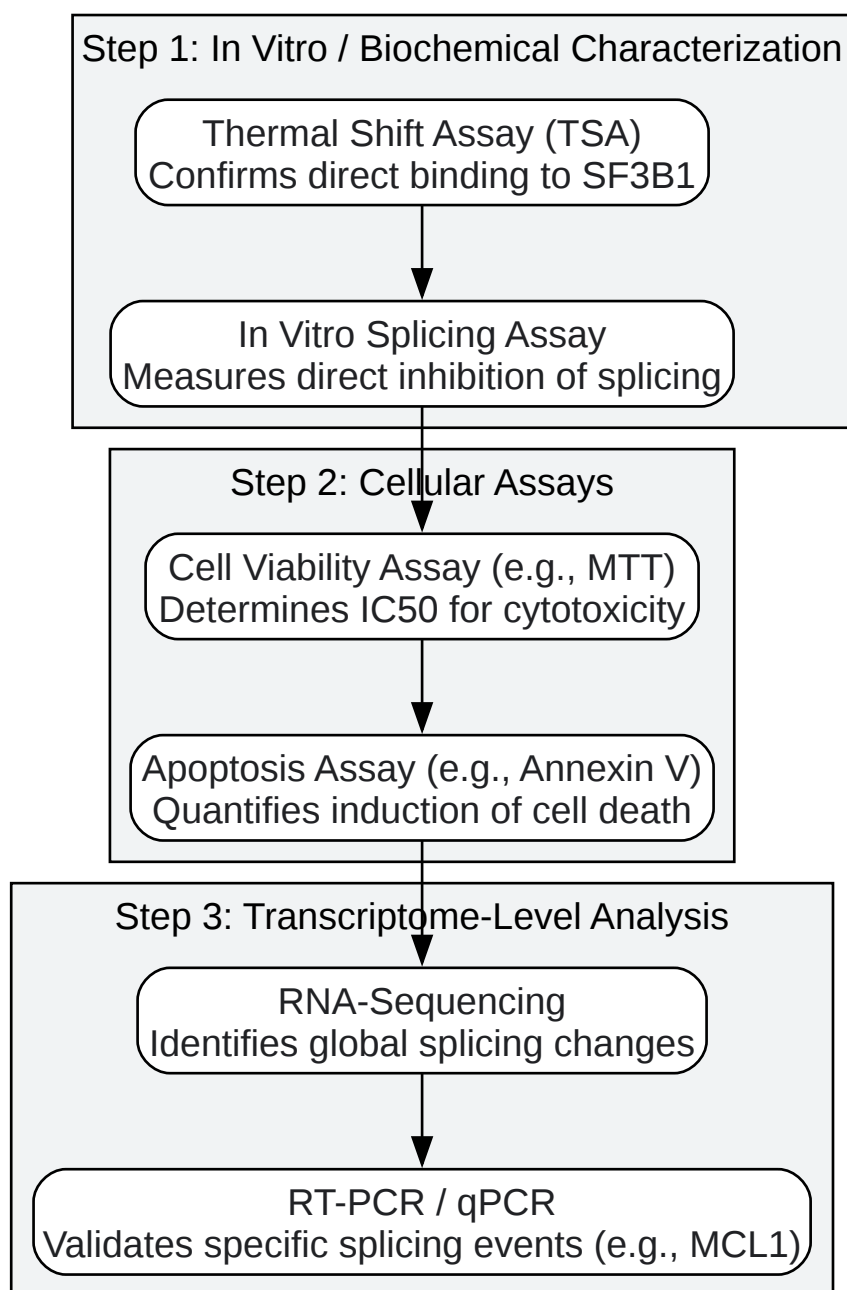 Step 1: In Vitro / Biochemical Characterization
Thermal Shift Assay (TSA)
Confirms direct binding to SF3B1
In Vitro Splicing Assay
Measures direct inhibition of splicing
Step 2: Cellular Assays
Cell Viability Assay (e.g., MTT)
Determines IC50 for cytotoxicity
Apoptosis Assay (e.g., Annexin V)
Quantifies induction of cell death
Step 3: Transcriptome-Level Analysis
RNA-Sequencing
Identifies global splicing changes
RT-PCR / qPCR
Validates specific splicing events (e.g., MCL1)